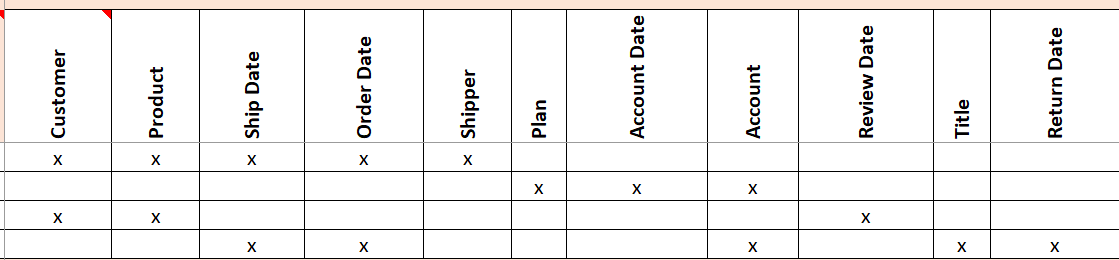 Customer Product Ship Date Order Date Shipper Plan Account Date Account Review Date Title Return Date
x x x x x
x x x
x x x
x x x x x